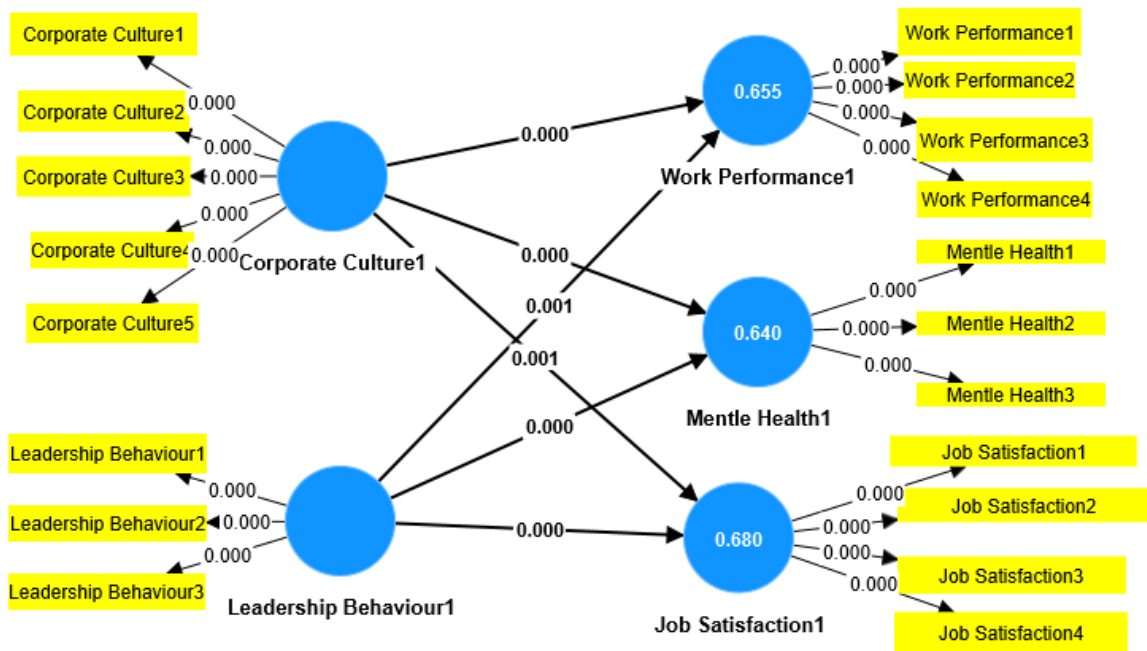 Corporate Culture1
0.000
Corporate Culture2
0.000
Corporate Culture3
0.000
0.000
Corporate Culture4
0.000
Corporate Culture5
Corporate Culture1
Leadership Behaviour1
0.000
Leadership Behaviour2
0.000
0.000
Leadership Behaviour3
Leadership Behaviour1
0.000
0.000
0.001
0.001
0.000
0.000
0.655
Work Performance1
0.000
Work Performance1
0.000
Work Performance2
0.000
Work Performance3
0.000
Work Performance4
0.640
Mentle Health1
Mentle Health1
0.000
0.000
Mentle Health2
0.000
Mentle Health3
0.680
Job Satisfaction1
Job Satisfaction1
0.000
Job Satisfaction2
0.000
0.000
Job Satisfaction3
0.000
Job Satisfaction4